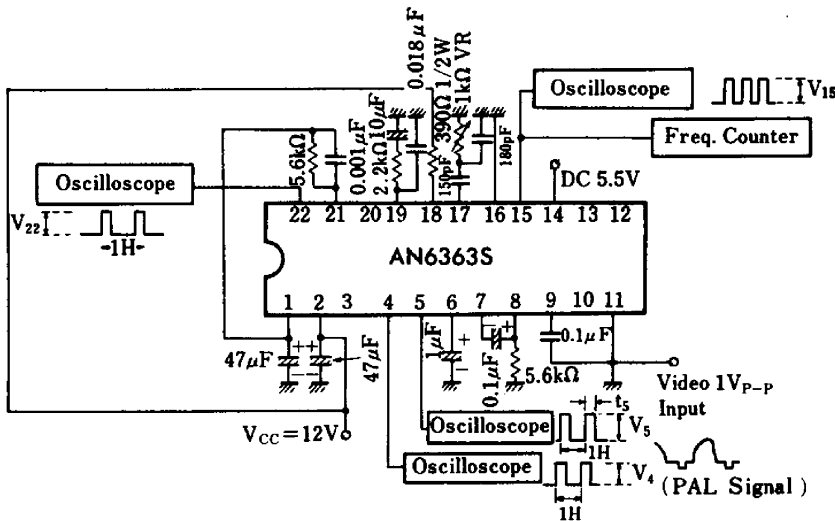 0.018μF
390Ω 1/2W
1kΩ VR
10μF
2.2kΩ
0.001μF
5.6kΩ
150pF
180pF
Oscilloscope
V15
Freq. Counter
DC 5.5V
Oscilloscope
V22
1H
22 21 20 19 18 17 16 15 14 13 12
AN6363S
1 2 3 4 5 6 7 8 9 10 11
+ + + - +
- - -
47μF
47μF
1μF
0.1μF
5.6kΩ
0.1μF
Video 1VP-P
Input
VCC=12V
Oscilloscope
t5
V5
1H
Oscilloscope
V4
1H
(PAL Signal)